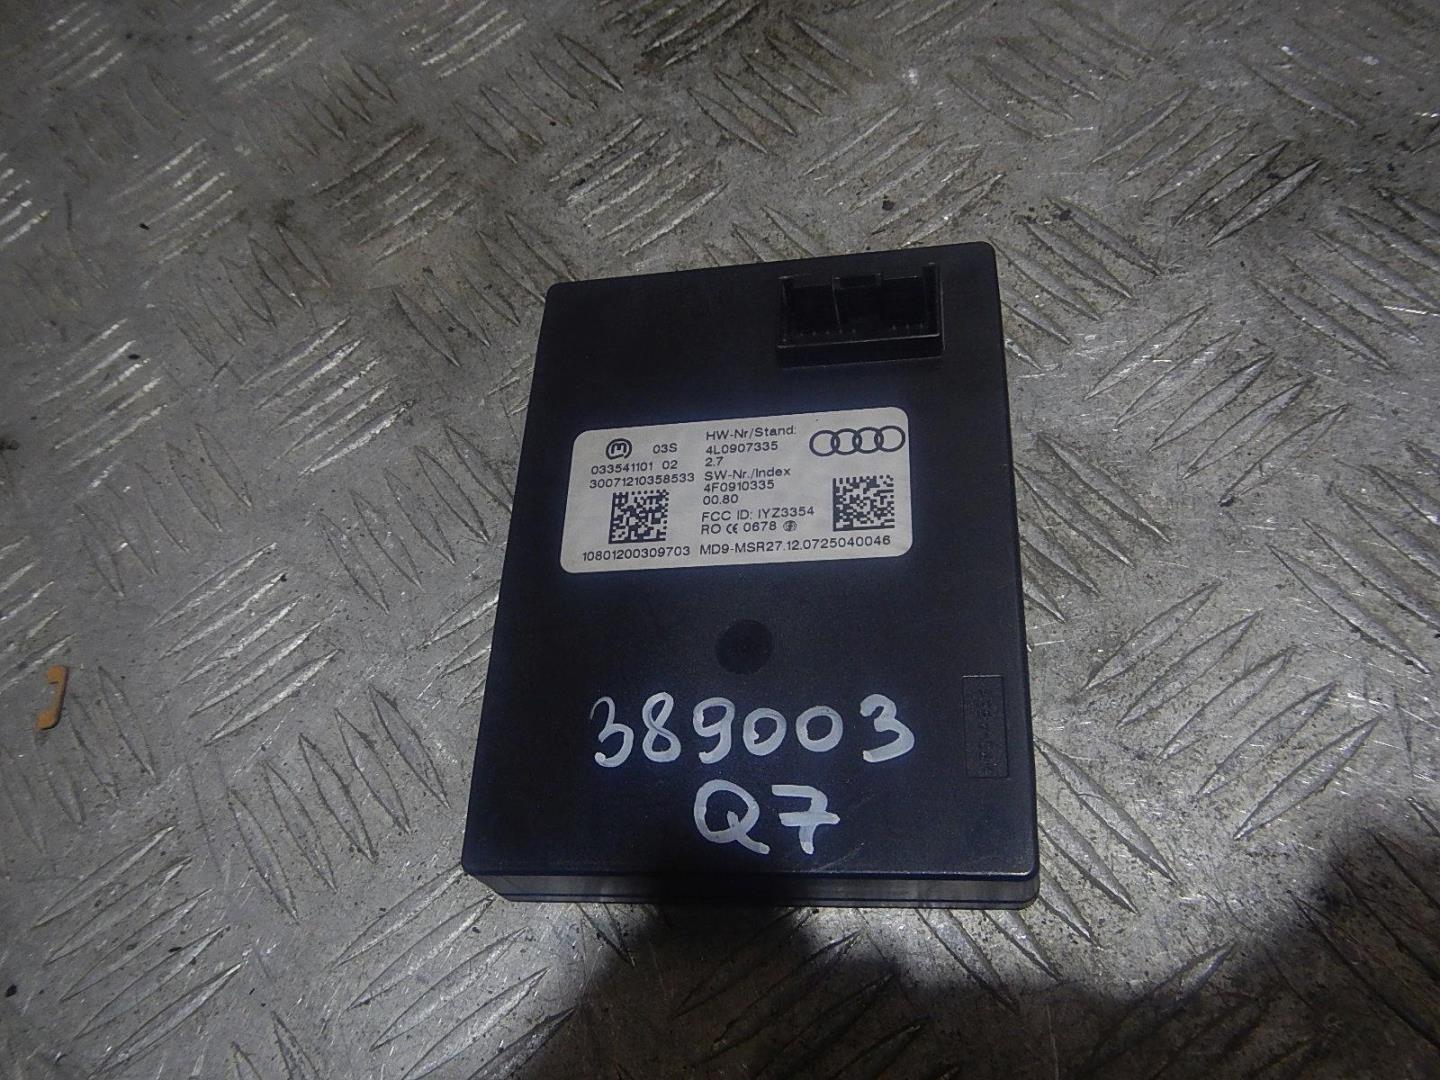 03S
033541101 02
30071210358533
10801200309703
HW-Nr/Stand:
4L0907335
2.7
SW-Nr./Index
4F0910335
00.80
FCC ID: IYZ3354
RO CE 0678
MD9-MSR27.12.0725040046
389003
Q7